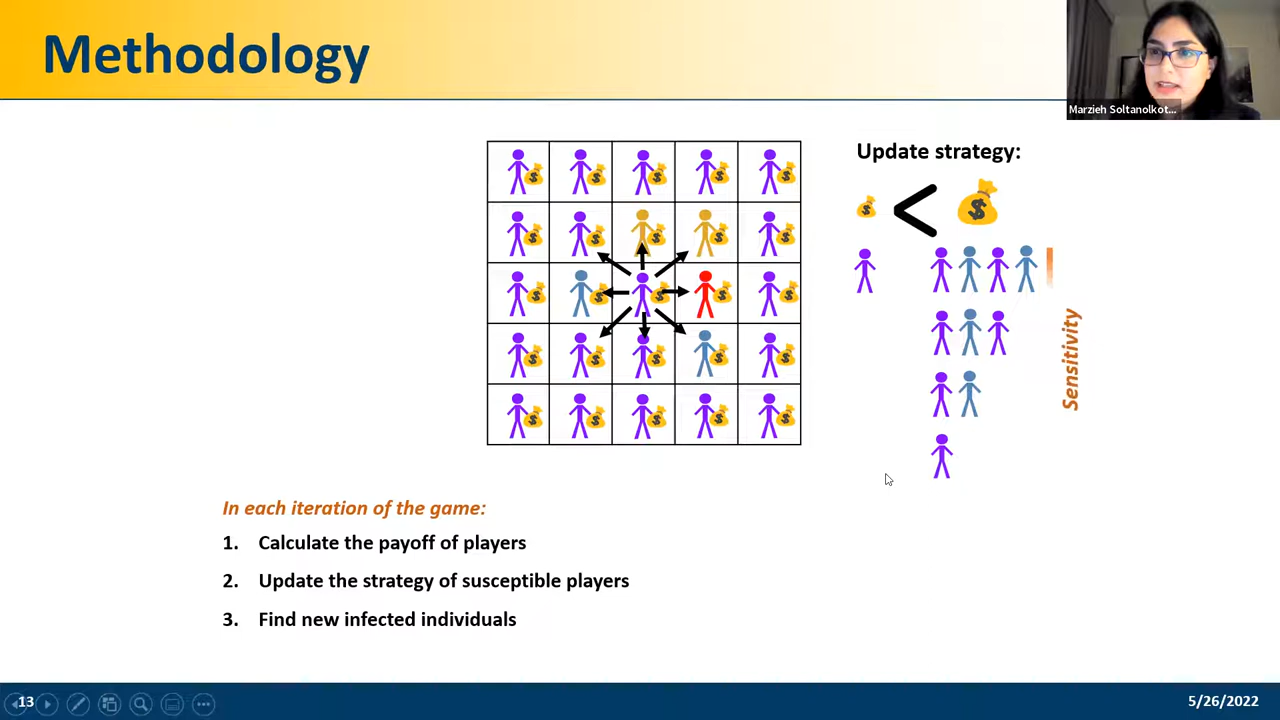 Methodology
Marzieh Soltanolkot...
Update strategy:
Sensitivity
In each iteration of the game:
1. Calculate the payoff of players
2. Update the strategy of susceptible players
3. Find new infected individuals
13
5/26/2022